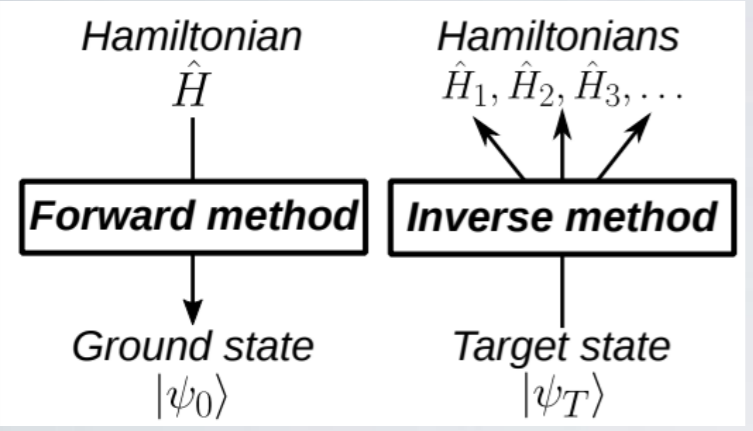 Hamiltonian
Ĥ
Forward method
Ground state
|ψ₀⟩
Hamiltonians
Ĥ₁, Ĥ₂, Ĥ₃, . . .
Inverse method
Target state
|ψ_T⟩